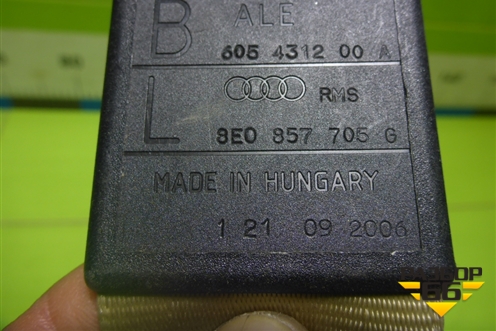 B ALE
605 4312 00 A
RMS
L 8E0 857 705 G
MADE IN HUNGARY
1 21 09 2006